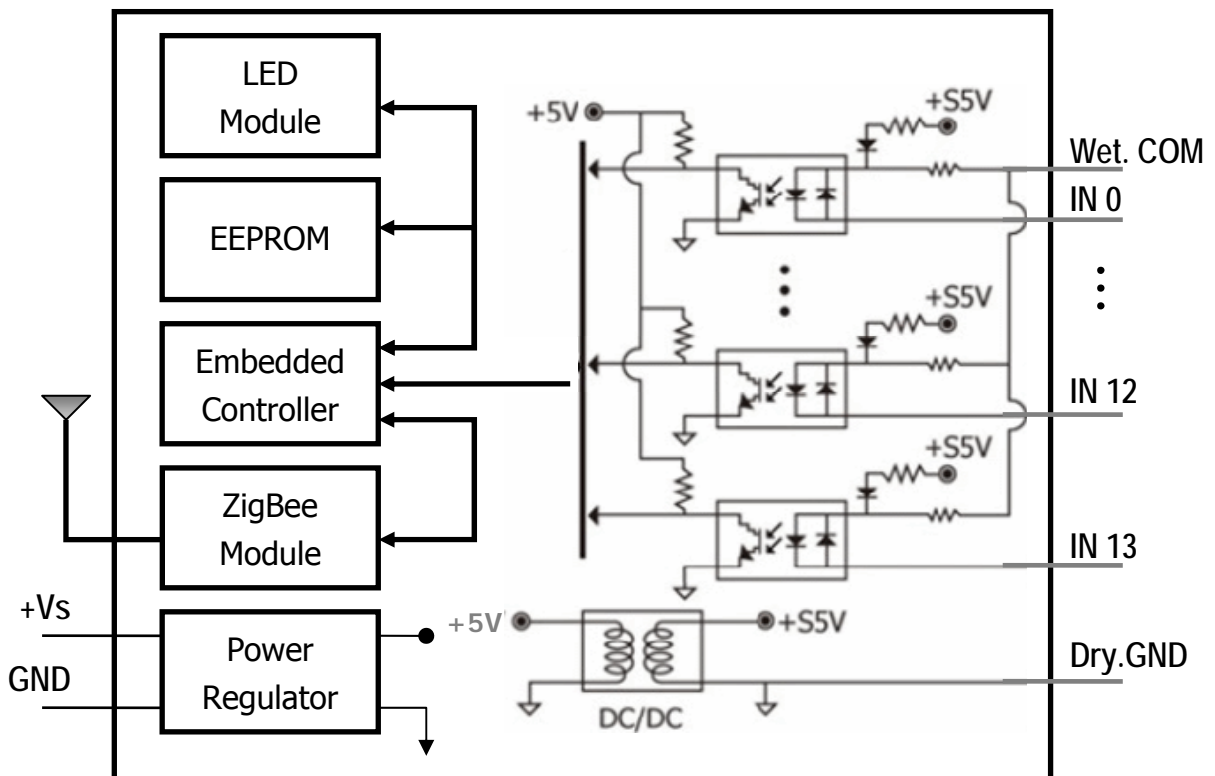 LED
Module
EEPROM
Embedded
Controller
ZigBee
Module
+Vs
GND
Power
Regulator
+5V
+S5V
Wet. COM
IN 0
+S5V
IN 12
+S5V
IN 13
+5V
+S5V
DC/DC
Dry.GND